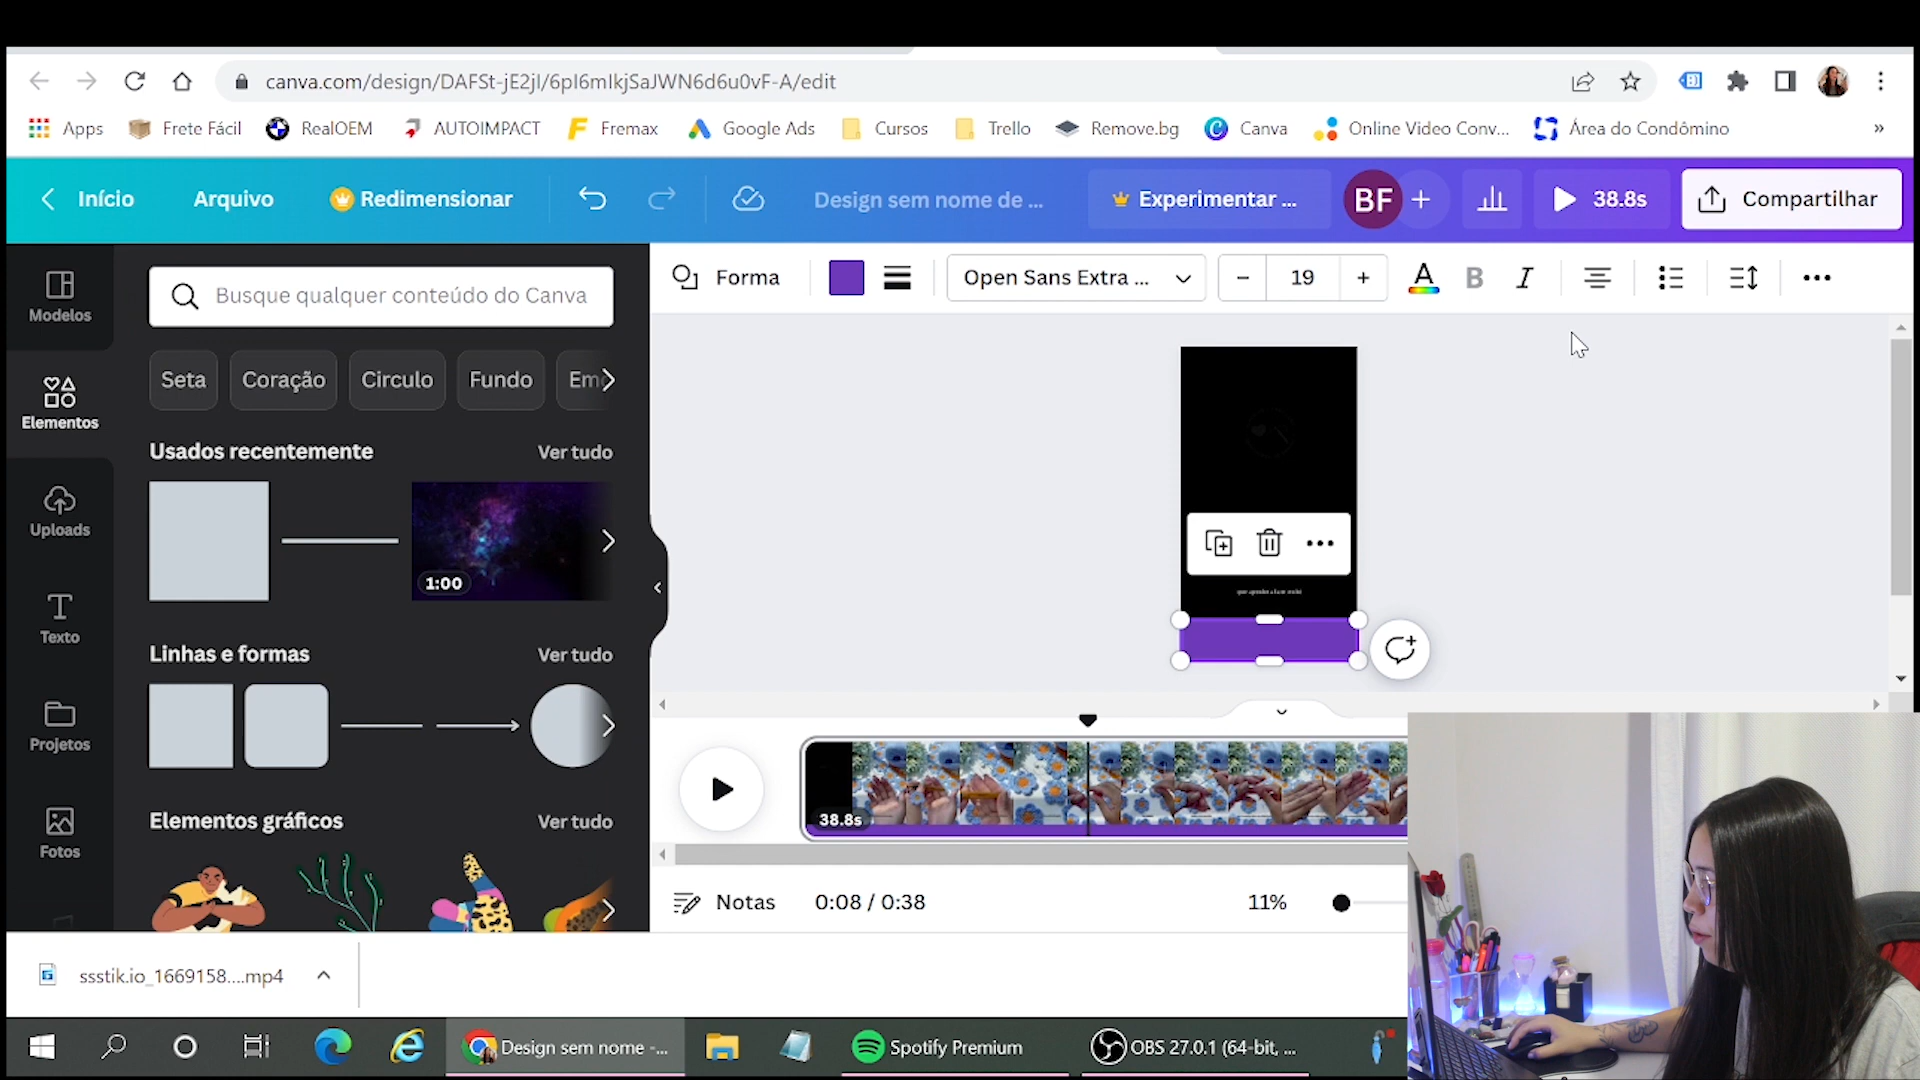 canva.com/design/DAFSt-jE2jI/6pI6mIkjSaJWN6d6u0vF-A/edit
Apps
Frete Fácil
RealOEM
AUTOIMPACT
Fremax
Google Ads
Cursos
Trello
Remove.bg
Canva
Online Video Conv...
Área do Condômino
»
Início
Arquivo
Redimensionar
Design sem nome de ...
Experimentar ...
BF
38.8s
Compartilhar
Modelos
Elementos
Uploads
Texto
Projetos
Fotos
Busque qualquer conteúdo do Canva
Seta
Coração
Circulo
Fundo
Em
Usados recentemente
Ver tudo
1:00
Linhas e formas
Ver tudo
Elementos gráficos
Ver tudo
Forma
Open Sans Extra ...
− 19 +
A
B
I
38.8s
Notas
0:08 / 0:38
11%
ssstik.io_1669158....mp4
Design sem nome -...
Spotify Premium
OBS 27.0.1 (64-bit, ...